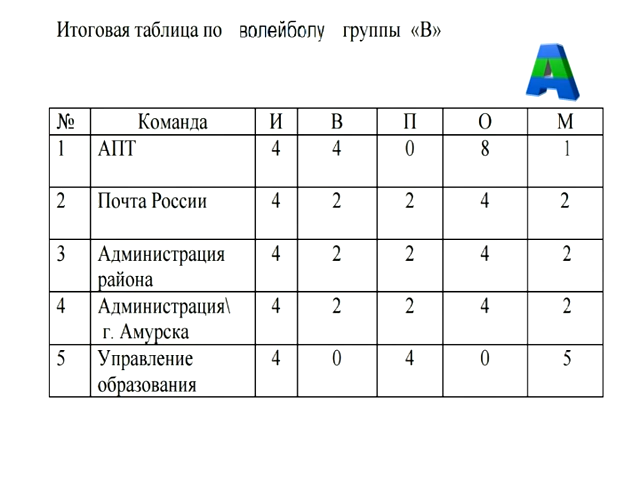 Итоговая таблица по волейболу группы «В»
А
№ Команда И В П О М
1 АПТ 4 4 0 8 1
2 Почта России 4 2 2 4 2
3 Администрация района 4 2 2 4 2
4 Администрация\ г. Амурска 4 2 2 4 2
5 Управление образования 4 0 4 0 5